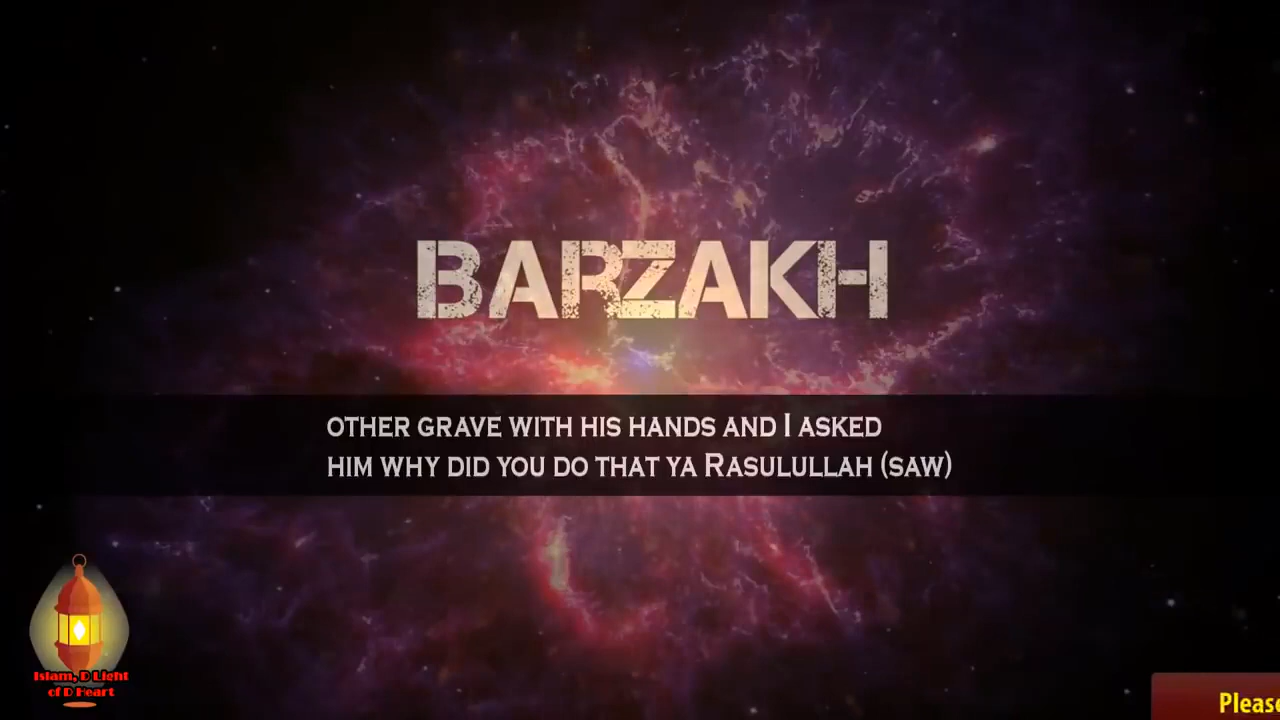 BARZAKH
OTHER GRAVE WITH HIS HANDS AND I ASKED
HIM WHY DID YOU DO THAT YA RASULULLAH (SAW)
Islam, D Light
of D Heart
Please